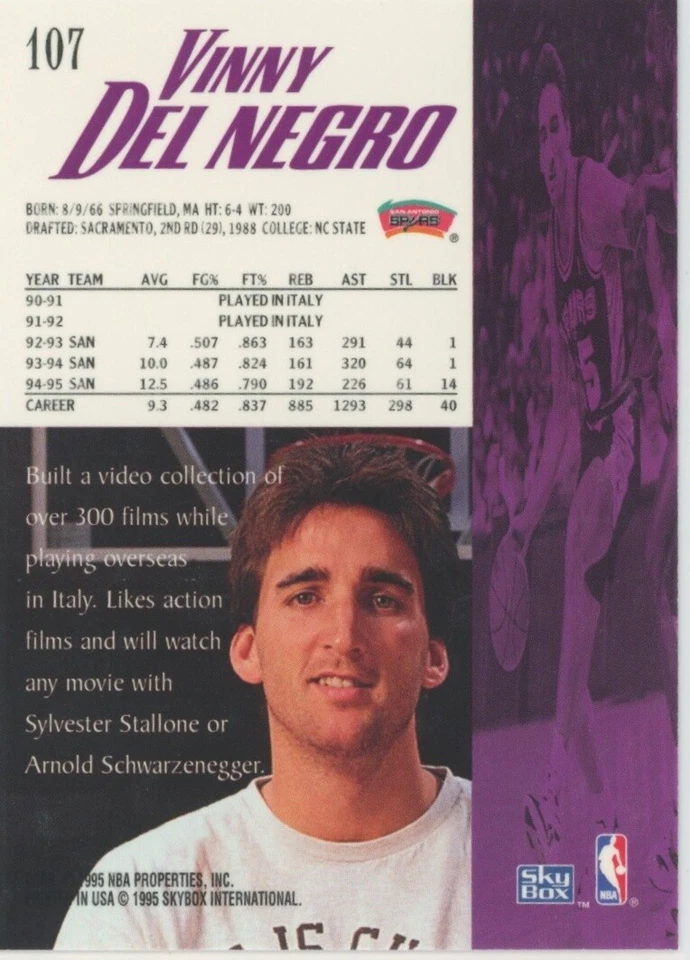 107
VINNY
DEL NEGRO
BORN: 8/9/66 SPRINGFIELD, MA HT: 6-4 WT: 200
DRAFTED: SACRAMENTO, 2ND RD (29), 1988 COLLEGE: NC STATE
SAN ANTONIO
SPURS
®
YEAR TEAM AVG FG% FT% REB AST STL BLK
90-91 PLAYED IN ITALY
91-92 PLAYED IN ITALY
92-93 SAN 7.4 .507 .863 163 291 44 1
93-94 SAN 10.0 .487 .824 161 320 64 1
94-95 SAN 12.5 .486 .790 192 226 61 14
CAREER 9.3 .482 .837 885 1293 298 40
Built a video collection of
over 300 films while
playing overseas
in Italy. Likes action
films and will watch
any movie with
Sylvester Stallone or
Arnold Schwarzenegger.
1995 NBA PROPERTIES, INC.
PRINTED IN USA © 1995 SKYBOX INTERNATIONAL.
Sky
Box
™
NBA
®